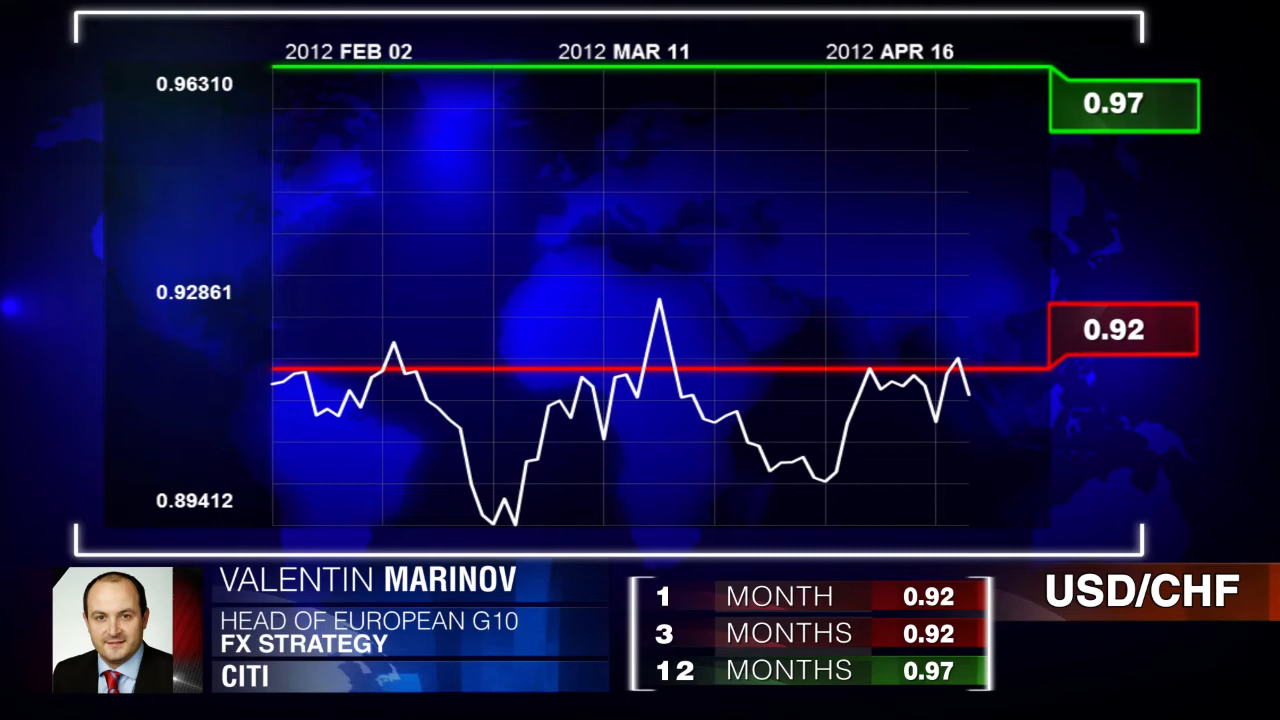 2012 FEB 02 2012 MAR 11 2012 APR 16
0.96310
0.97
0.92861
0.92
0.89412
VALENTIN MARINOV
HEAD OF EUROPEAN G10
FX STRATEGY
CITI
1 MONTH 0.92
3 MONTHS 0.92
12 MONTHS 0.97
USD/CHF